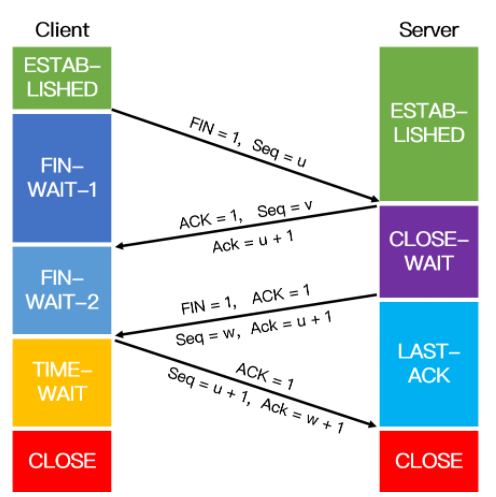 Client
Server
ESTAB-
LISHED
ESTAB-
LISHED
FIN = 1, Seq = u
FIN-
WAIT-1
ACK = 1, Seq = v
Ack = u + 1
CLOSE-
WAIT
FIN-
WAIT-2
FIN = 1, ACK = 1
Seq = w, Ack = u + 1
TIME-
WAIT
LAST-
ACK
ACK = 1
Seq = u + 1, Ack = w + 1
CLOSE
CLOSE